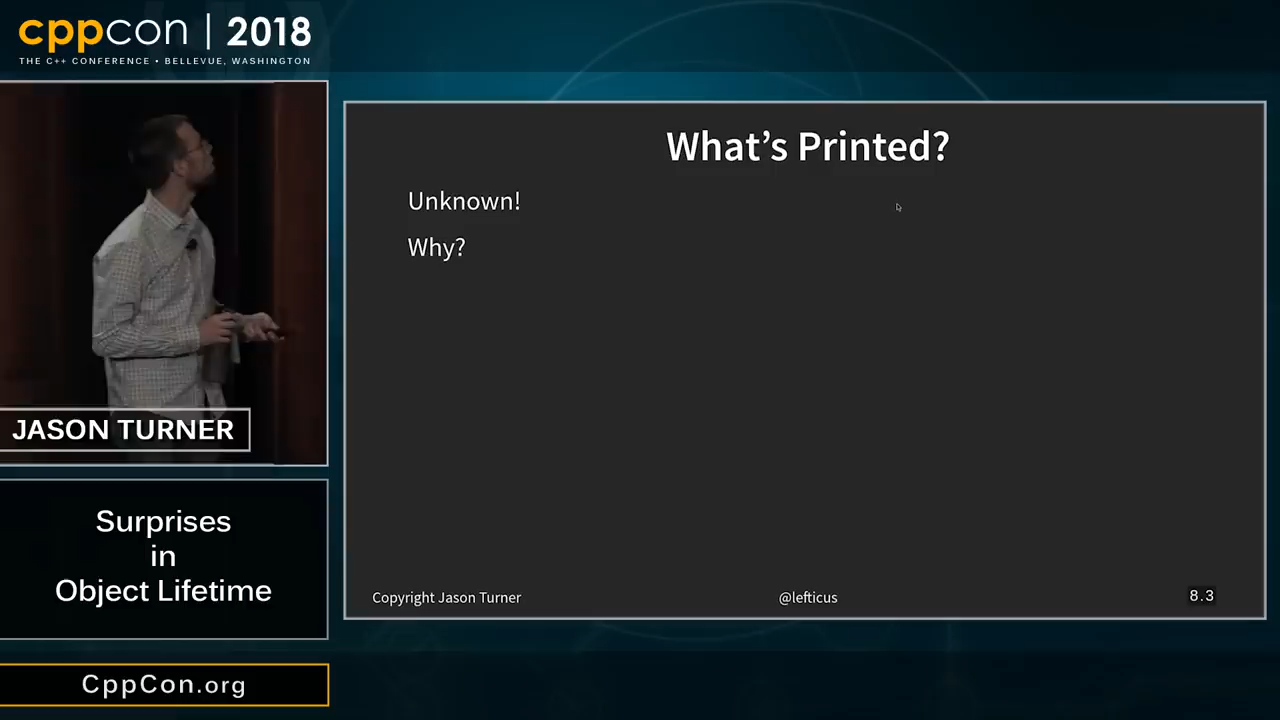 cppcon | 2018
THE C++ CONFERENCE • BELLEVUE, WASHINGTON
JASON TURNER
Surprises
in
Object Lifetime
CppCon.org
What's Printed?
Unknown!
Why?
Copyright Jason Turner
@lefticus
8.3